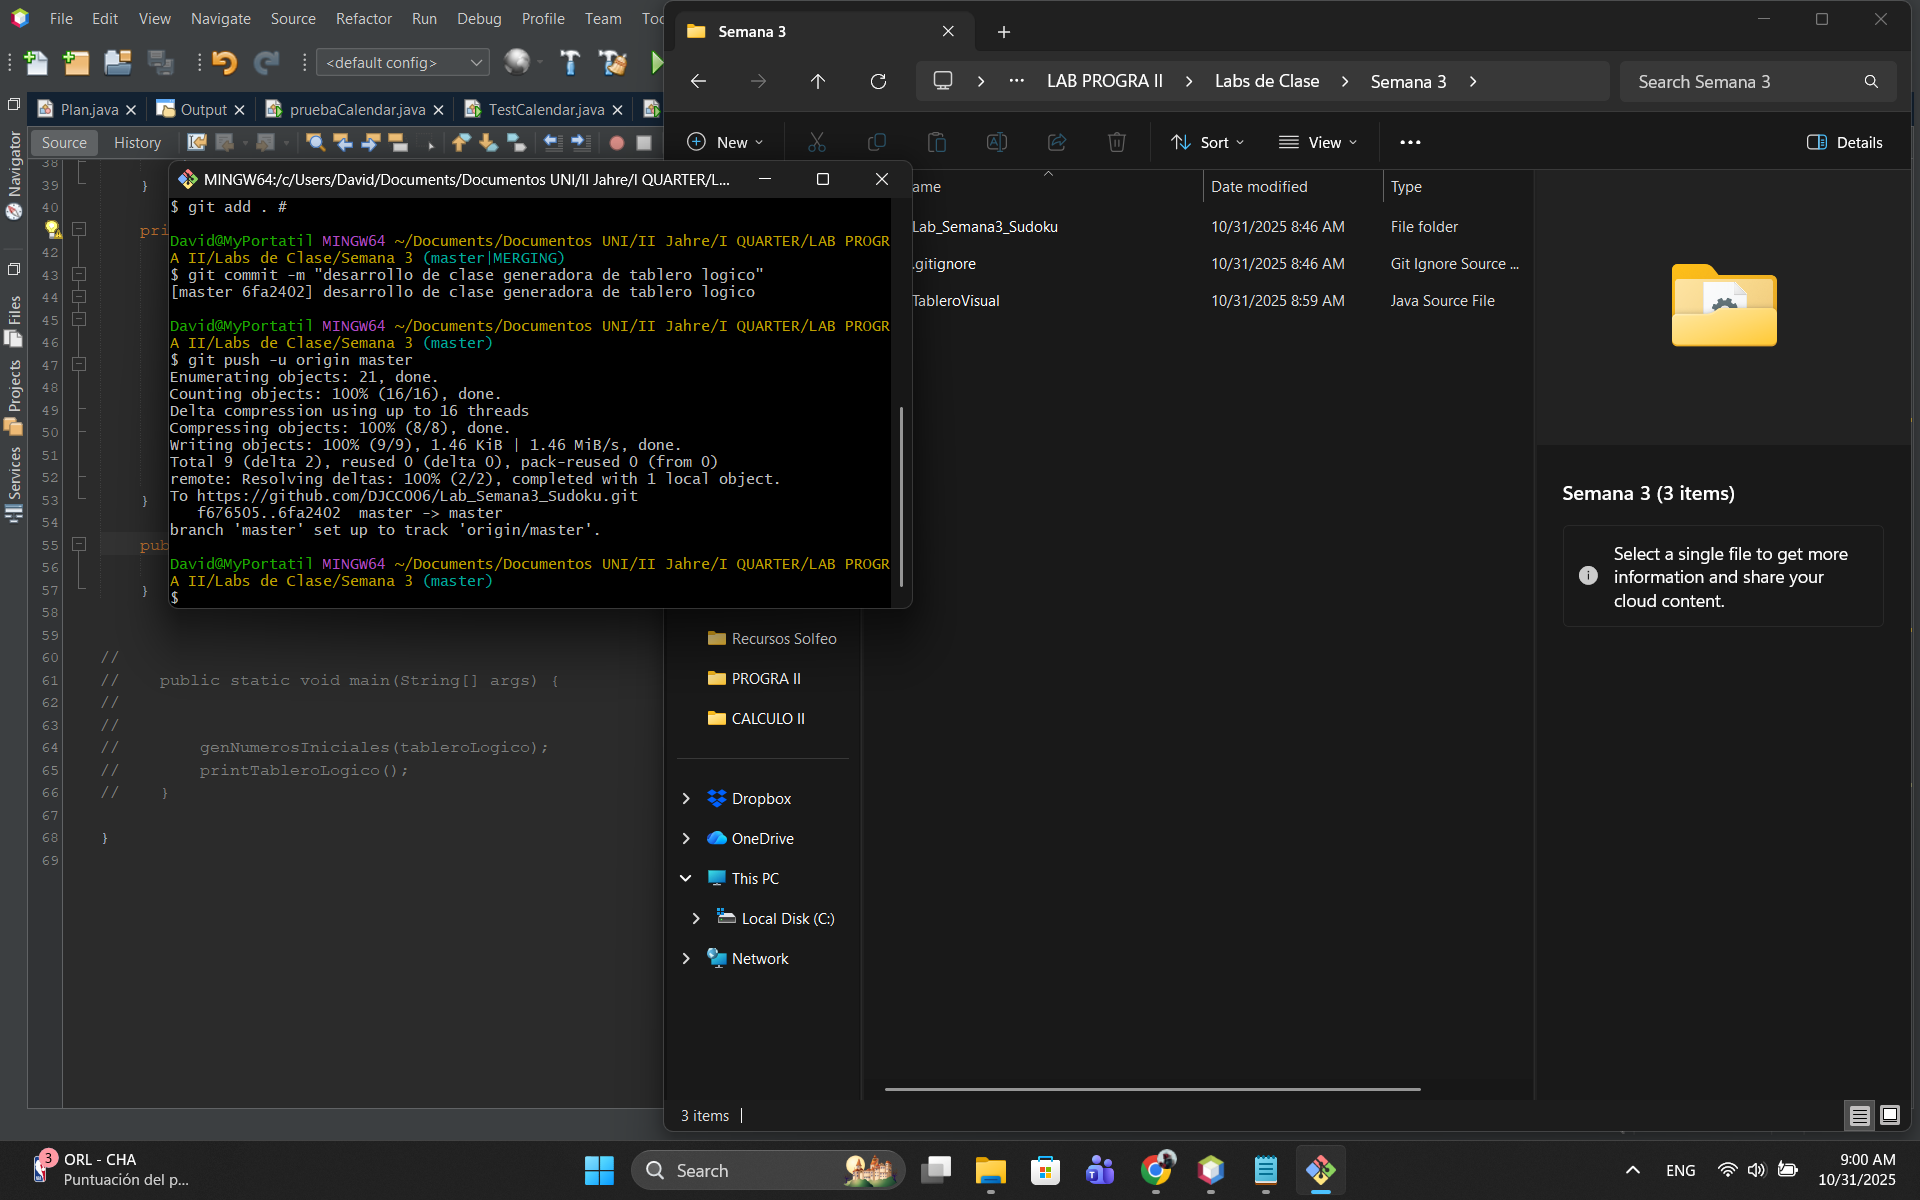 File Edit View Navigate Source Refactor Run Debug Profile Team
<default config>
Plan.java Output pruebaCalendar.java TestCalendar.java
Source History
Navigator
Files
Projects
Services
38
39 }
40
42
43
44
45
46
47
48
49
50
51
52
53 }
54
55
56
57 }
58
59
60 //
61 // public static void main(String[] args) {
62 //
63 //
64 // genNumerosIniciales(tableroLogico);
65 // printTableroLogico();
66 // }
67
68 }
69
MINGW64:/c/Users/David/Documents/Documentos UNI/II Jahre/I QUARTER/L...
$ git add . #
David@MyPortatil MINGW64 ~/Documents/Documentos UNI/II Jahre/I QUARTER/LAB PROGR
A II/Labs de Clase/Semana 3 (master|MERGING)
$ git commit -m "desarrollo de clase generadora de tablero logico"
[master 6fa2402] desarrollo de clase generadora de tablero logico
David@MyPortatil MINGW64 ~/Documents/Documentos UNI/II Jahre/I QUARTER/LAB PROGR
A II/Labs de Clase/Semana 3 (master)
$ git push -u origin master
Enumerating objects: 21, done.
Counting objects: 100% (16/16), done.
Delta compression using up to 16 threads
Compressing objects: 100% (8/8), done.
Writing objects: 100% (9/9), 1.46 KiB | 1.46 MiB/s, done.
Total 9 (delta 2), reused 0 (delta 0), pack-reused 0 (from 0)
remote: Resolving deltas: 100% (2/2), completed with 1 local object.
To https://github.com/DJCC006/Lab_Semana3_Sudoku.git
f676505..6fa2402 master -> master
branch 'master' set up to track 'origin/master'.
David@MyPortatil MINGW64 ~/Documents/Documentos UNI/II Jahre/I QUARTER/LAB PROGR
A II/Labs de Clase/Semana 3 (master)
$
Semana 3
LAB PROGRA II Labs de Clase Semana 3
Search Semana 3
New Sort View Details
ame Date modified Type
Lab_Semana3_Sudoku 10/31/2025 8:46 AM File folder
.gitignore 10/31/2025 8:46 AM Git Ignore Source ...
TableroVisual 10/31/2025 8:59 AM Java Source File
Semana 3 (3 items)
Select a single file to get more
information and share your
cloud content.
Recursos Solfeo
PROGRA II
CALCULO II
Dropbox
OneDrive
This PC
Local Disk (C:)
Network
3 items
3
ORL - CHA
Puntuación del p...
Search
ENG
9:00 AM
10/31/2025